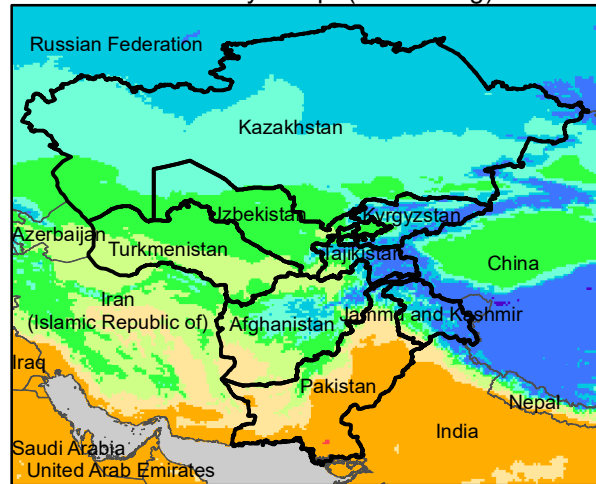 Russian Federation
Kazakhstan
Uzbekistan
Kyrgyzstan
Azerbaijan
Turkmenistan
Tajikistan
China
Iran
(Islamic Republic of)
Afghanistan
Jammu and Kashmir
Iraq
Pakistan
Nepal
India
Saudi Arabia
United Arab Emirates